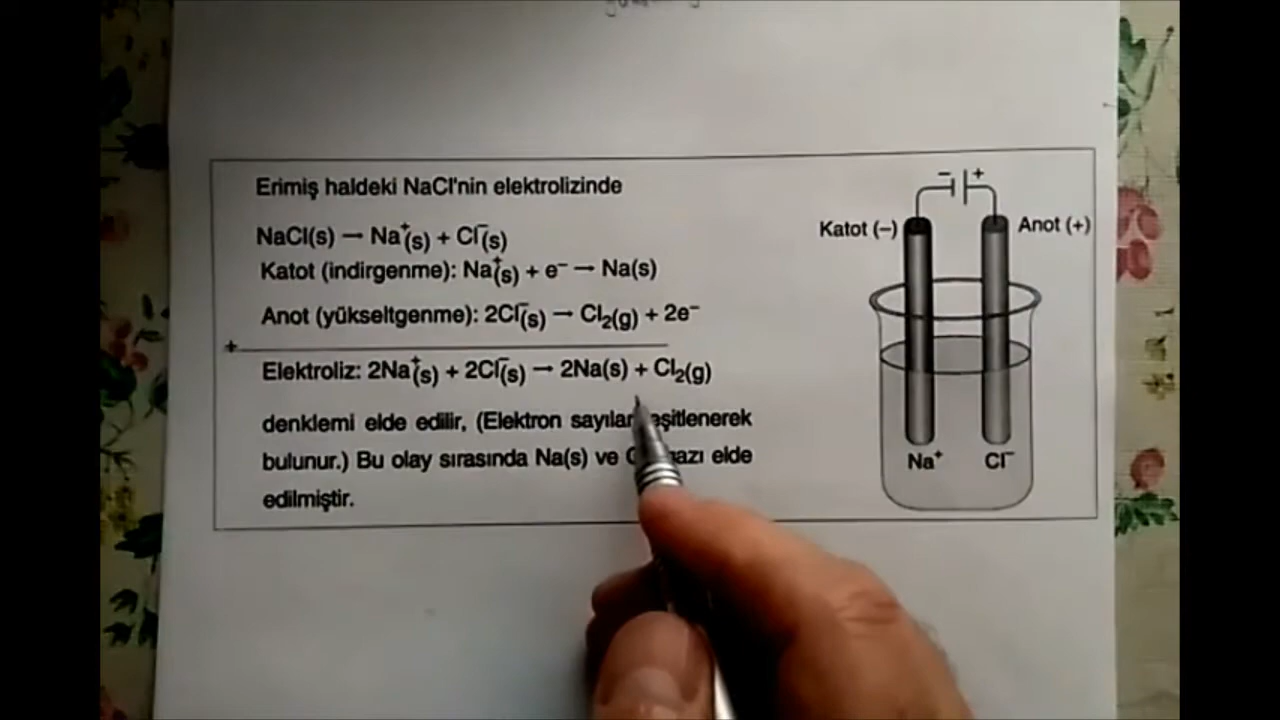 Erimiş haldeki NaCl'nin elektrolizinde
NaCl(s) → Na⁺(s) + Cl⁻(s)
Katot (indirgenme): Na⁺(s) + e⁻ → Na(s)
Anot (yükseltgenme): 2Cl⁻(s) → Cl₂(g) + 2e⁻
+
Elektroliz: 2Na⁺(s) + 2Cl⁻(s) → 2Na(s) + Cl₂(g)
denklemi elde edilir, (Elektron sayıları eşitlenerek
bulunur.) Bu olay sırasında Na(s) ve elde
edilmiştir.
- +
Katot (–) Anot (+)
Na⁺ Cl⁻